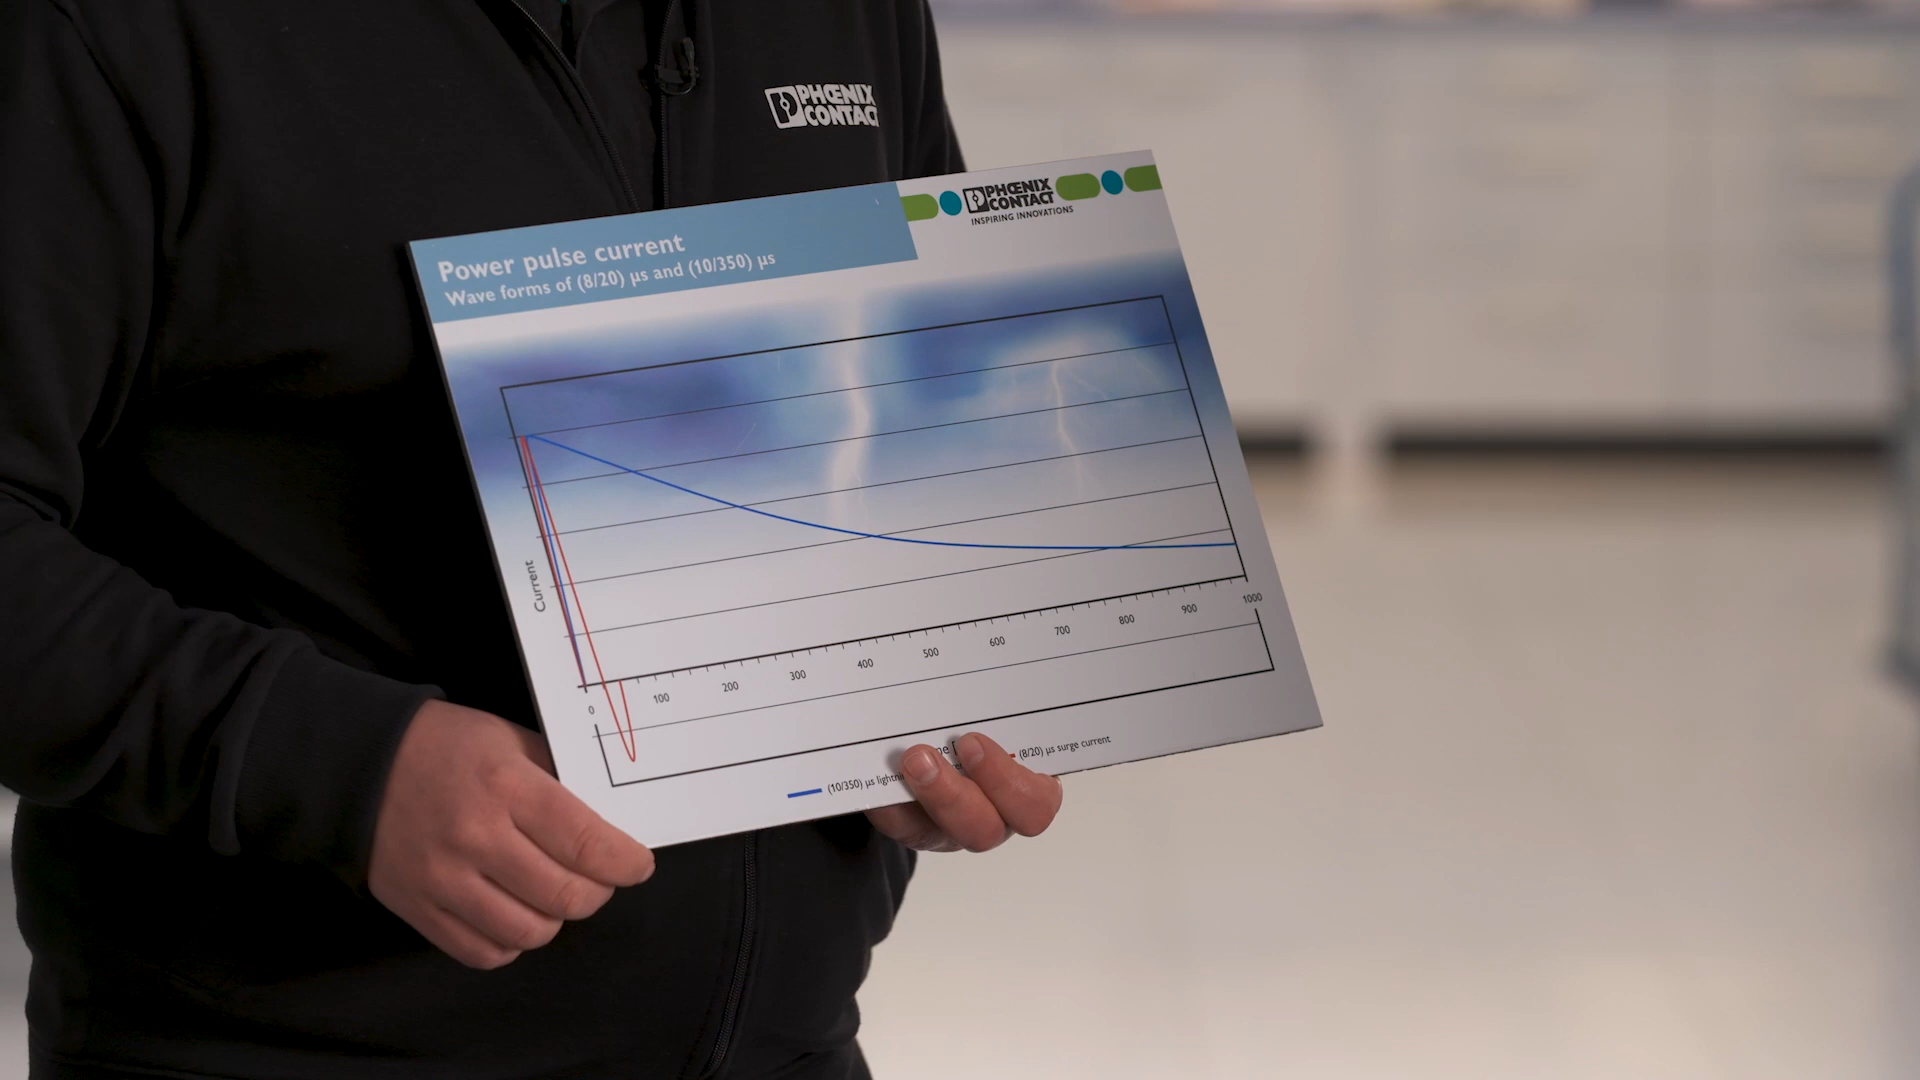 PHŒNIX
CONTACT
PHŒNIX
CONTACT
INSPIRING INNOVATIONS
Power pulse current
Wave forms of (8/20) µs and (10/350) µs
Current
0 100 200 300 400 500 600 700 800 900 1000
(10/350) µs
(8/20) µs surge current